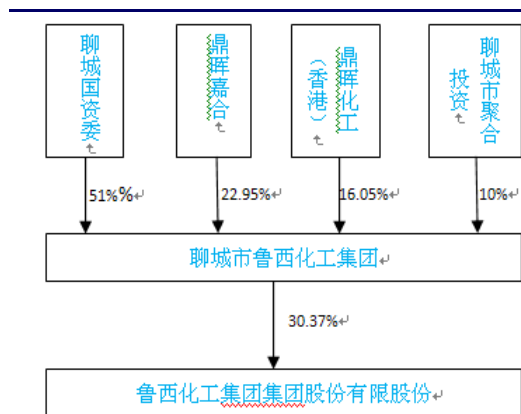 聊城国资委
鼎晖嘉合
鼎晖化工
（香港）
聊城市聚合
投资
51%%
22.95%
16.05%
10%
聊城市鲁西化工集团
30.37%
鲁西化工集团集团股份有限股份